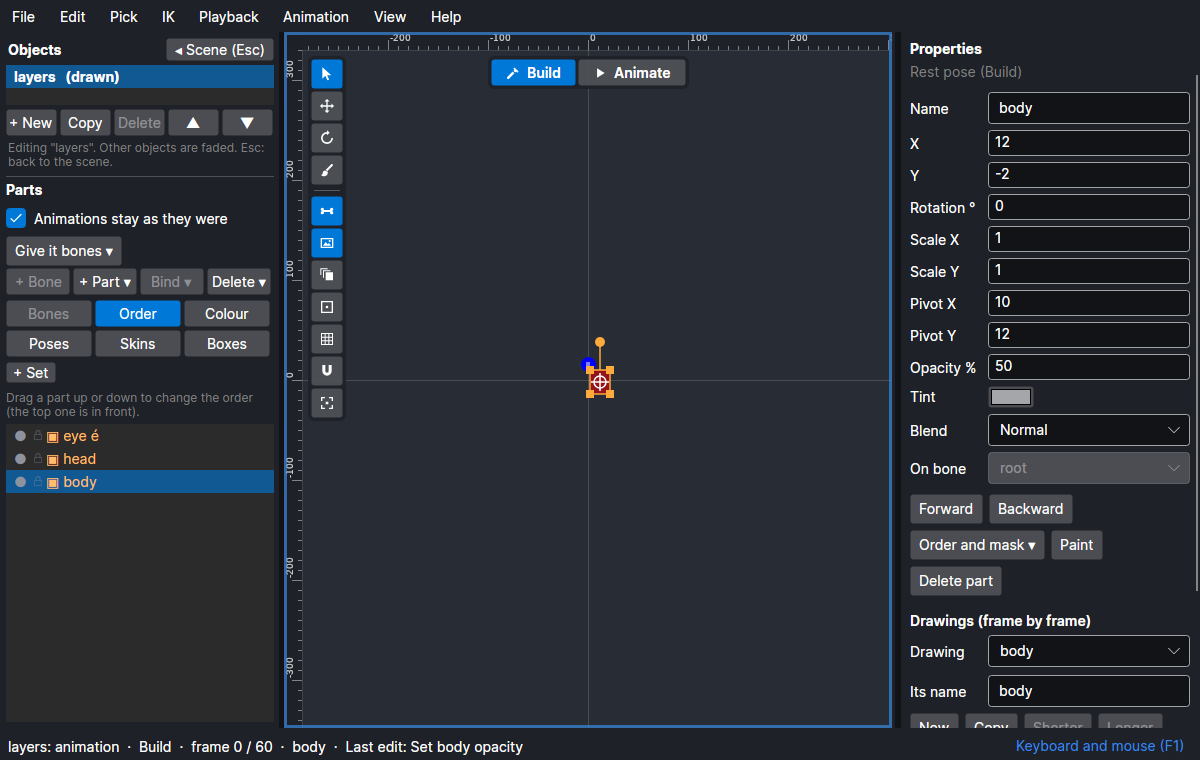 File Edit Pick IK Playback Animation View Help
Objects
◂ Scene (Esc)
layers (drawn)
+ New Copy Delete ▲ ▼
Editing "layers". Other objects are faded. Esc:
back to the scene.
Parts
Animations stay as they were
Give it bones ▾
+ Bone + Part ▾ Bind ▾ Delete ▾
Bones Order Colour
Poses Skins Boxes
+ Set
Drag a part up or down to change the order
(the top one is in front).
eye é
head
body
-200 -100 0 100 200
300
200
100
0
-100
-200
-300
Build Animate
Properties
Rest pose (Build)
Name body
X 12
Y -2
Rotation ° 0
Scale X 1
Scale Y 1
Pivot X 10
Pivot Y 12
Opacity % 50
Tint
Blend Normal
On bone root
Forward Backward
Order and mask ▾ Paint
Delete part
Drawings (frame by frame)
Drawing body
Its name body
New Copy Shorter Longer
layers: animation · Build · frame 0 / 60 · body · Last edit: Set body opacity
Keyboard and mouse (F1)